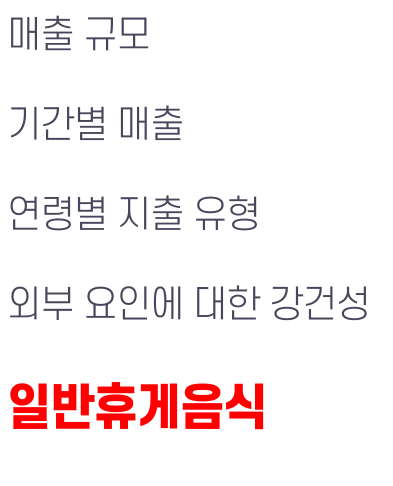 매출 규모
기간별 매출
연령별 지출 유형
외부 요인에 대한 강건성
일반휴게음식